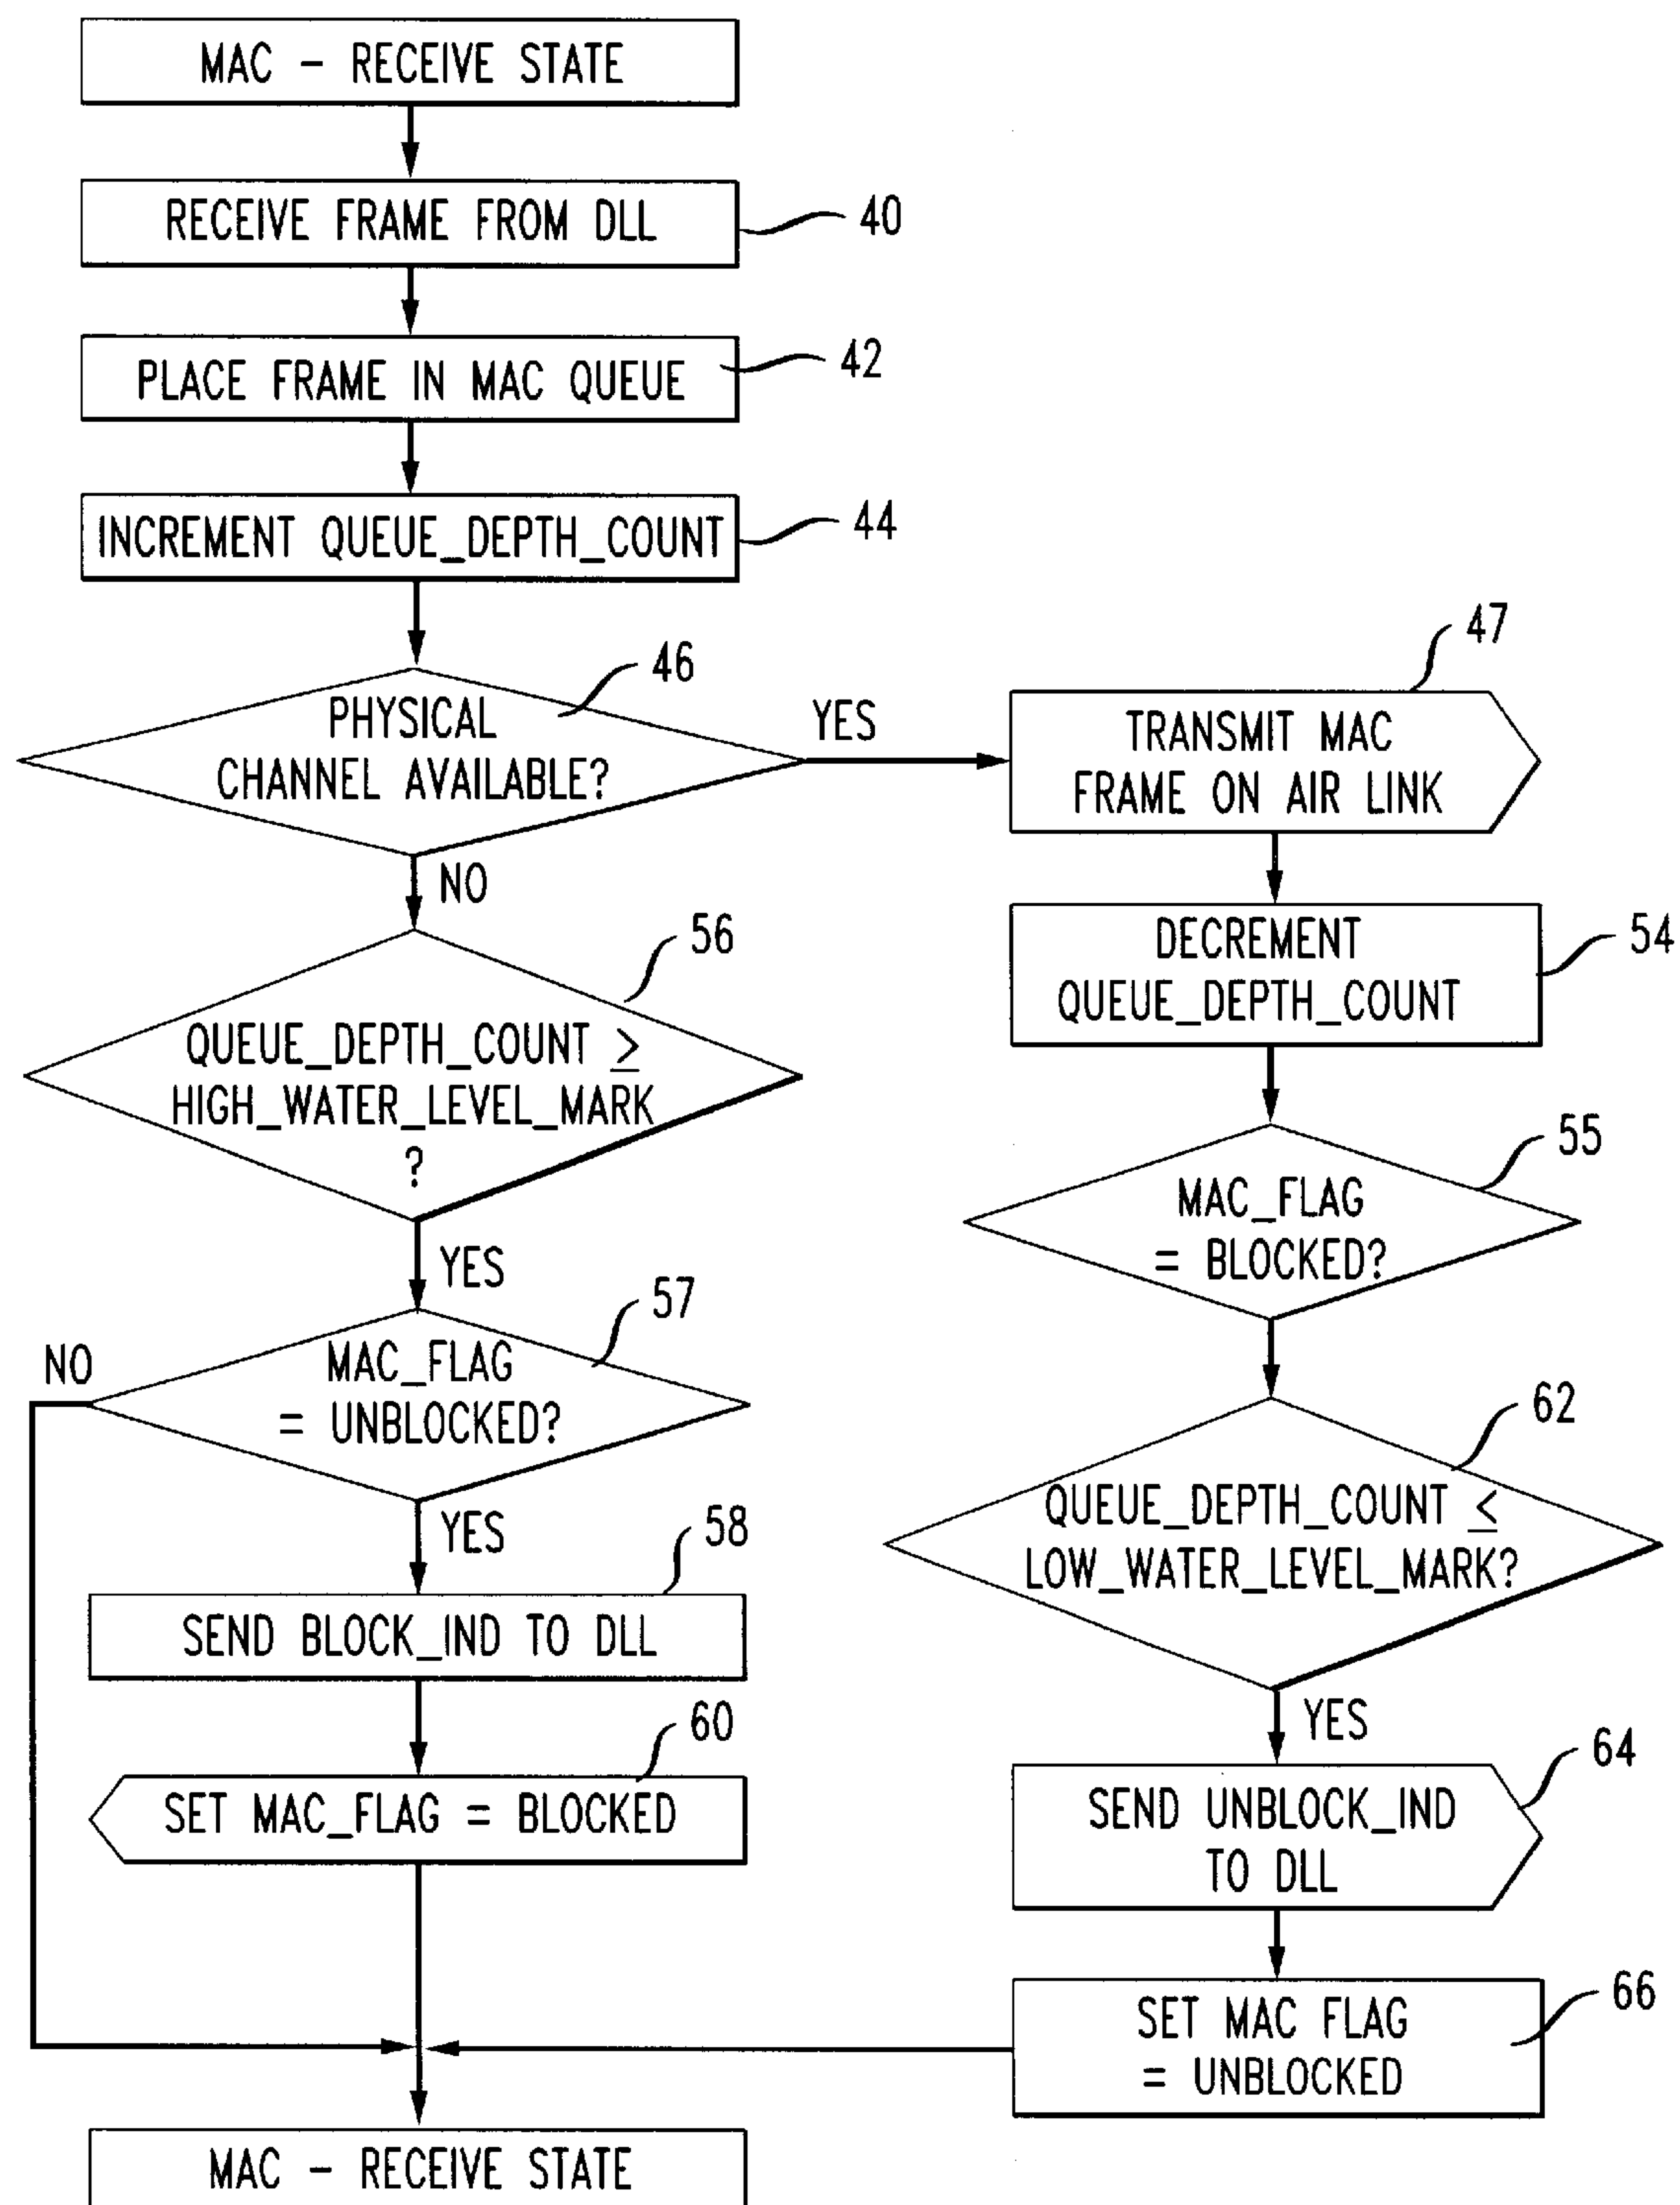 MAC - RECEIVE STATE
RECEIVE FRAME FROM DLL
40
PLACE FRAME IN MAC QUEUE
42
INCREMENT QUEUE_DEPTH_COUNT
44
46
PHYSICAL
CHANNEL AVAILABLE?
YES
NO
47
TRANSMIT MAC
FRAME ON AIR LINK
DECREMENT
QUEUE_DEPTH_COUNT
54
56
QUEUE_DEPTH_COUNT ≥
HIGH_WATER_LEVEL_MARK
?
YES
55
MAC_FLAG
= BLOCKED?
57
MAC_FLAG
= UNBLOCKED?
NO
YES
62
QUEUE_DEPTH_COUNT ≤
LOW_WATER_LEVEL_MARK?
YES
58
SEND BLOCK_IND TO DLL
60
SET MAC_FLAG = BLOCKED
64
SEND UNBLOCK_IND
TO DLL
66
SET MAC FLAG
= UNBLOCKED
MAC - RECEIVE STATE